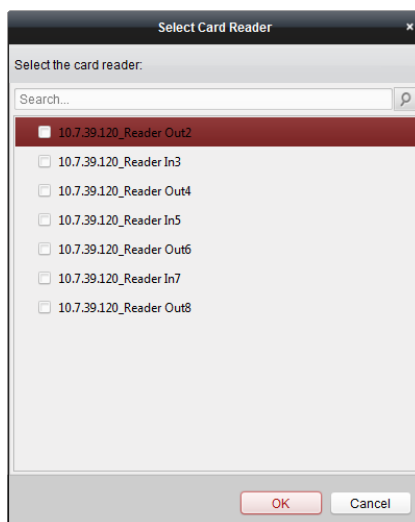 Select Card Reader ×
Select the card reader:
Search...
10.7.39.120_Reader Out2
10.7.39.120_Reader In3
10.7.39.120_Reader Out4
10.7.39.120_Reader In5
10.7.39.120_Reader Out6
10.7.39.120_Reader In7
10.7.39.120_Reader Out8
OK Cancel